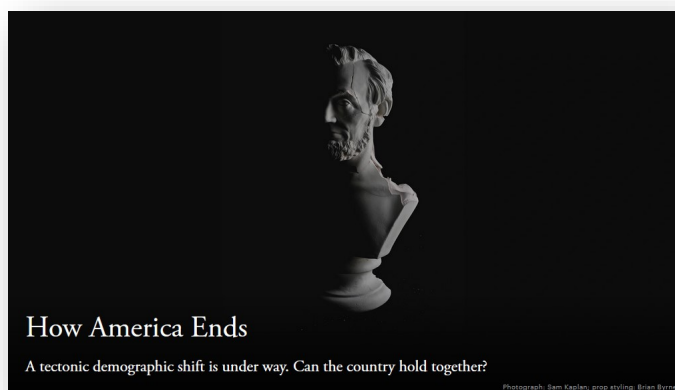 How America Ends
A tectonic demographic shift is under way. Can the country hold together?
Photograph: Sam Kaplan; prop styling: Brian Byrne